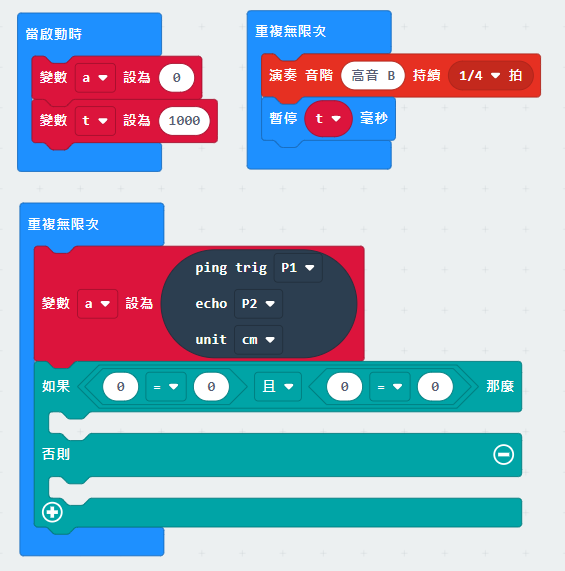 當啟動時
變數 a 設為 0
變數 t 設為 1000
重複無限次
演奏 音階 高音 B 持續 1/4 拍
暫停 t 毫秒
重複無限次
變數 a 設為
ping trig P1
echo P2
unit cm
如果 0 = 0 且 0 = 0 那麼
否則